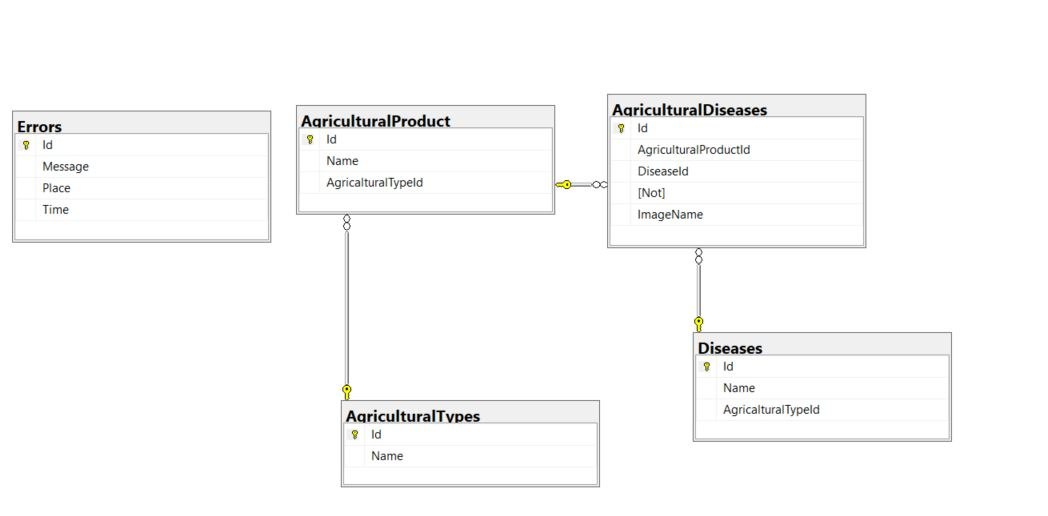 Errors
Id
Message
Place
Time
AgriculturalProduct
Id
Name
AgricalturalTypeId
AgriculturalDiseases
Id
AgriculturalProductId
DiseaseId
[Not]
ImageName
AgriculturalTypes
Id
Name
Diseases
Id
Name
AgricalturalTypeId